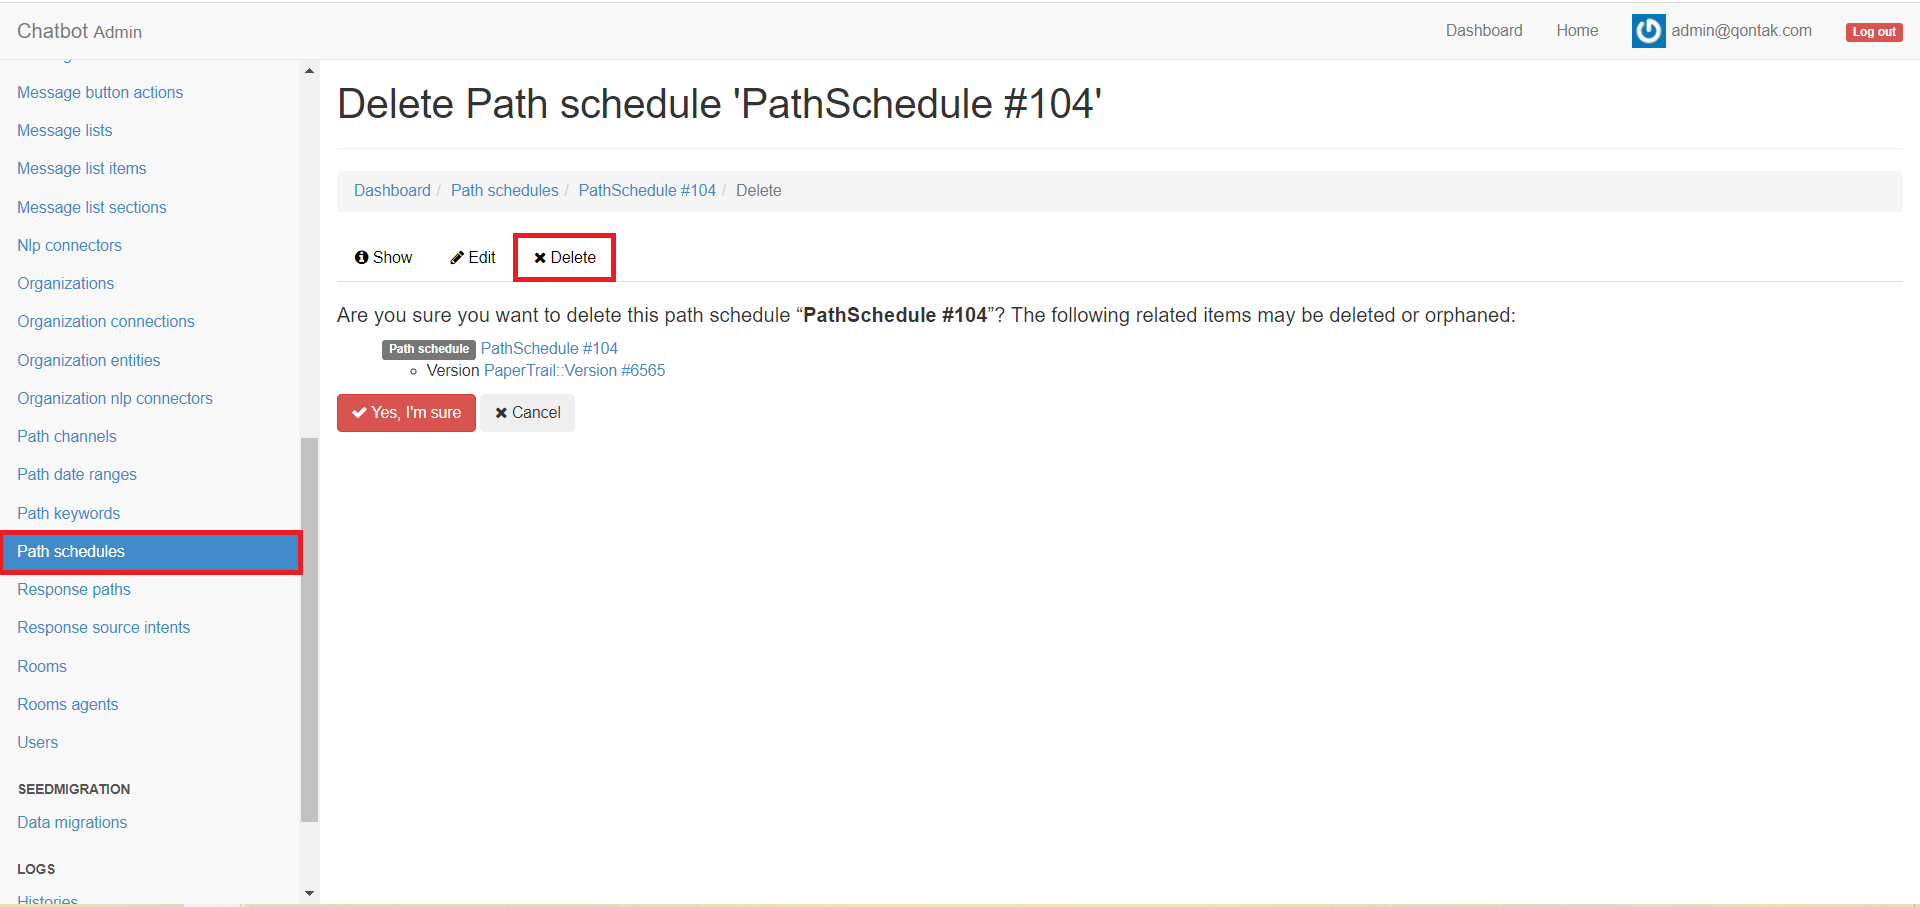 Chatbot Admin
Dashboard
Home
admin@qontak.com
Log out
Message button actions
Message lists
Message list items
Message list sections
Nlp connectors
Organizations
Organization connections
Organization entities
Organization nlp connectors
Path channels
Path date ranges
Path keywords
Path schedules
Response paths
Response source intents
Rooms
Rooms agents
Users
SEEDMIGRATION
Data migrations
LOGS
Histories
Delete Path schedule 'PathSchedule #104'
Dashboard / Path schedules / PathSchedule #104 / Delete
Show
Edit
Delete
Are you sure you want to delete this path schedule “PathSchedule #104”? The following related items may be deleted or orphaned:
Path schedule PathSchedule #104
Version PaperTrail::Version #6565
Yes, I'm sure
Cancel